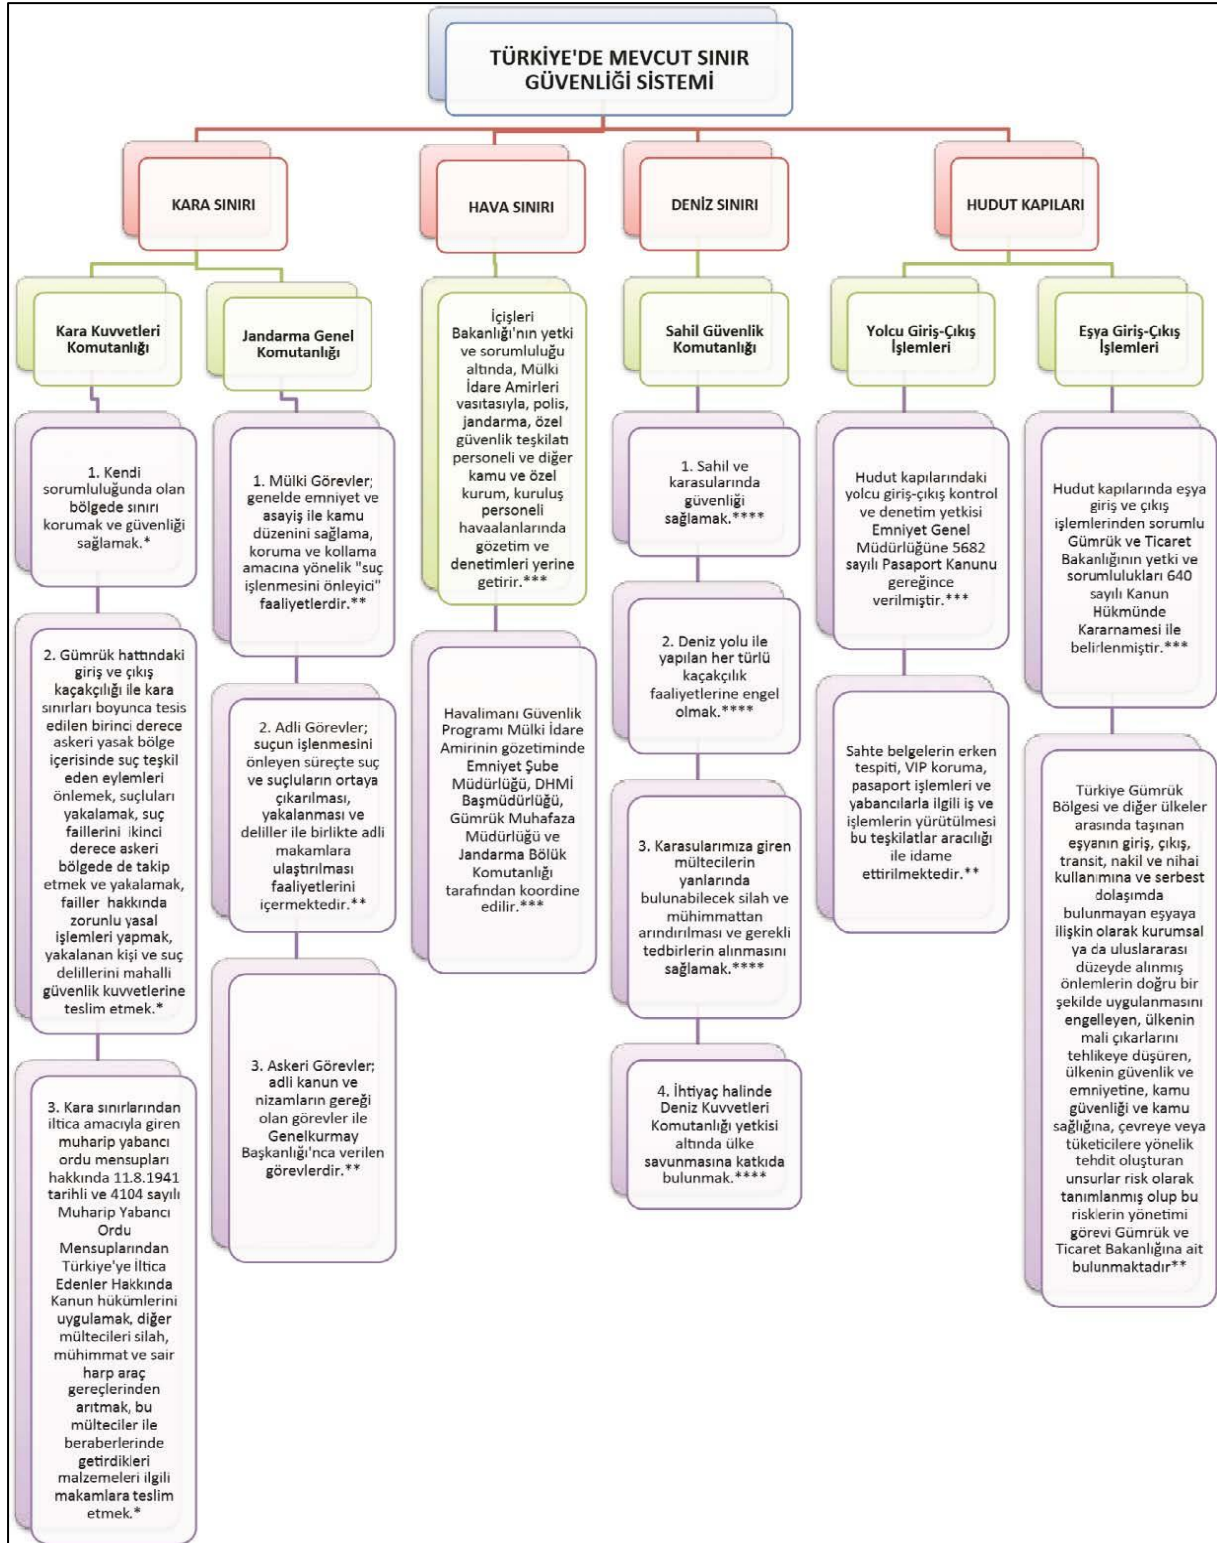 TÜRKİYE'DE MEVCUT SINIR
GÜVENLİĞİ SİSTEMİ
KARA SINIRI
HAVA SINIRI
DENİZ SINIRI
HUDUT KAPILARI
Kara Kuvvetleri
Komutanlığı
1. Kendi
sorumluluğunda olan
bölgede sınırı
korumak ve güvenliği
sağlamak.*
2. Gümrük hattındaki
giriş ve çıkış
kaçakçılığı ile kara
sınırları boyunca tesis
edilen birinci derece
askeri yasak bölge
içerisinde suç teşkil
eden eylemleri
önlemek, suçluları
yakalamak, suç
faillerini ikinci
derece askeri
bölgede de takip
etmek ve yakalamak,
failler hakkında
zorunlu yasal
işlemleri yapmak,
yakalanan kişi ve suç
delillerini mahalli
güvenlik kuvvetlerine
teslim etmek.*
3. Kara sınırlarından
iltica amacıyla giren
muharip yabancı
ordu mensupları
hakkında 11.8.1941
tarihli ve 4104 sayılı
Muharip Yabancı
Ordu
Mensuplarından
Türkiye'ye İltica
Edenler Hakkında
Kanun hükümlerini
uygulamak, diğer
mültecileri silah,
mühimmat ve sair
harp araç
gereçlerinden
arıtmak, bu
mülteciler ile
beraberlerinde
getirdikleri
malzemeleri ilgili
makamlara teslim
etmek.*
Jandarma Genel
Komutanlığı
1. Mülki Görevler;
genelde emniyet ve
asayiş ile kamu
düzenini sağlama,
koruma ve kollama
amacına yönelik "suç
işlenmesini önleyici"
faaliyetlerdir.**
2. Adli Görevler;
suçun işlenmesini
önleyen süreçte suç
ve suçluların ortaya
çıkarılması,
yakalanması ve
deliller ile birlikte adli
makamlara
ulaştırılması
faaliyetlerini
içermektedir.**
3. Askeri Görevler;
adli kanun ve
nizamların gereği
olan görevler ile
Genelkurmay
Başkanlığı'nca verilen
görevlerdir.**
İçişleri
Bakanlığı'nın yetki
ve sorumluluğu
altında, Mülki
İdare Amirleri
vasıtasıyla, polis,
jandarma, özel
güvenlik teşkilatı
personeli ve diğer
kamu ve özel
kurum, kuruluş
personeli
havaalanlarında
gözetim ve
denetimleri yerine
getirir.***
Havalimanı Güvenlik
Programı Mülki İdare
Amirinin gözetiminde
Emniyet Şube
Müdürlüğü, DHMİ
Başmüdürlüğü,
Gümrük Muhafaza
Müdürlüğü ve
Jandarma Bölük
Komutanlığı
tarafından koordine
edilir.***
Sahil Güvenlik
Komutanlığı
1. Sahil ve
karasularında
güvenliği
sağlamak.****
2. Deniz yolu ile
yapılan her türlü
kaçakçılık
faaliyetlerine engel
olmak.****
3. Karasularımıza giren
mültecilerin
yanlarında
bulunabilecek silah ve
mühimmattan
arındırılması ve gerekli
tedbirlerin alınmasını
sağlamak.****
4. İhtiyaç halinde
Deniz Kuvvetleri
Komutanlığı yetkisi
altında ülke
savunmasına katkıda
bulunmak.****
Yolcu Giriş-Çıkış
İşlemleri
Hudut kapılarındaki
yolcu giriş-çıkış kontrol
ve denetim yetkisi
Emniyet Genel
Müdürlüğüne 5682
sayılı Pasaport Kanunu
gereğince
verilmiştir.***
Sahte belgelerin erken
tespiti, VIP koruma,
pasaport işlemleri ve
yabancılarla ilgili iş ve
işlemlerin yürütülmesi
bu teşkilatlar aracılığı
ile idame
ettirilmektedir.**
Eşya Giriş-Çıkış
İşlemleri
Hudut kapılarında eşya
giriş ve çıkış
işlemlerinden sorumlu
Gümrük ve Ticaret
Bakanlığının yetki ve
sorumlulukları 640
sayılı Kanun
Hükmünde
Kararnamesi ile
belirlenmiştir.***
Türkiye Gümrük
Bölgesi ve diğer ülkeler
arasında taşınan
eşyanın giriş, çıkış,
transit, nakil ve nihai
kullanımına ve serbest
dolaşımda
bulunmayan eşyaya
ilişkin olarak kurumsal
ya da uluslararası
düzeyde alınmış
önlemlerin doğru bir
şekilde uygulanmasını
engelleyen, ülkenin
mali çıkarlarını
tehlikeye düşüren,
ülkenin güvenlik ve
emniyetine, kamu
güvenliği ve kamu
sağlığına, çevreye veya
tüketicilere yönelik
tehdit oluşturan
unsurlar risk olarak
tanımlanmış olup bu
risklerin yönetimi
görevi Gümrük ve
Ticaret Bakanlığına ait
bulunmaktadır**